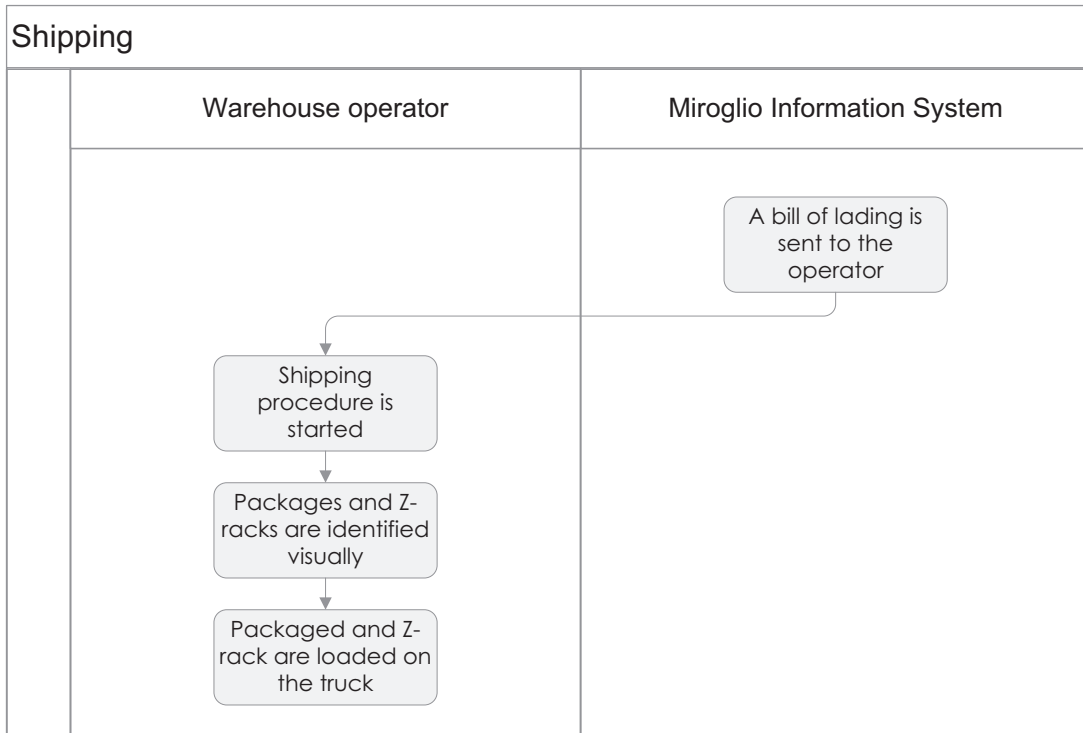 Shipping
Warehouse operator
Miroglio Information System
A bill of lading is
sent to the
operator
Shipping
procedure is
started
Packages and Z-
racks are identified
visually
Packaged and Z-
rack are loaded on
the truck